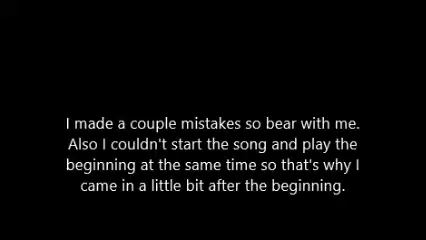 I made a couple mistakes so bear with me.
Also I couldn't start the song and play the
beginning at the same time so that's why I
came in a little bit after the beginning.